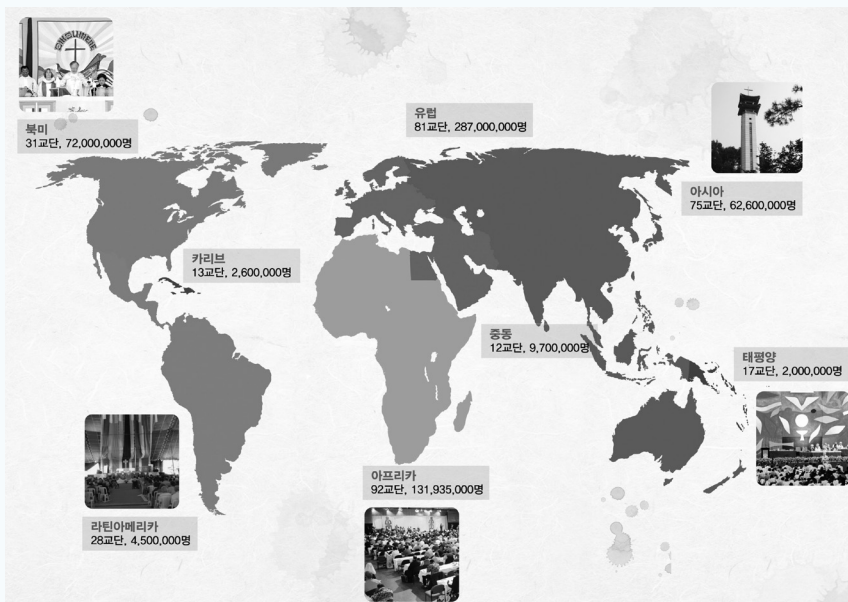 북미
31교단, 72,000,000명
유럽
81교단, 287,000,000명
아시아
75교단, 62,600,000명
카리브
13교단, 2,600,000명
중동
12교단, 9,700,000명
태평양
17교단, 2,000,000명
아프리카
92교단, 131,935,000명
라틴아메리카
28교단, 4,500,000명